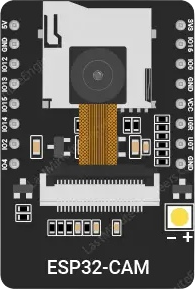 5V
GND
IO12
IO13
IO15
IO14
IO2
IO4
3V3
IO16
IO0
GND
VCC
U0R
U0T
GND
- +
ESP32-CAM